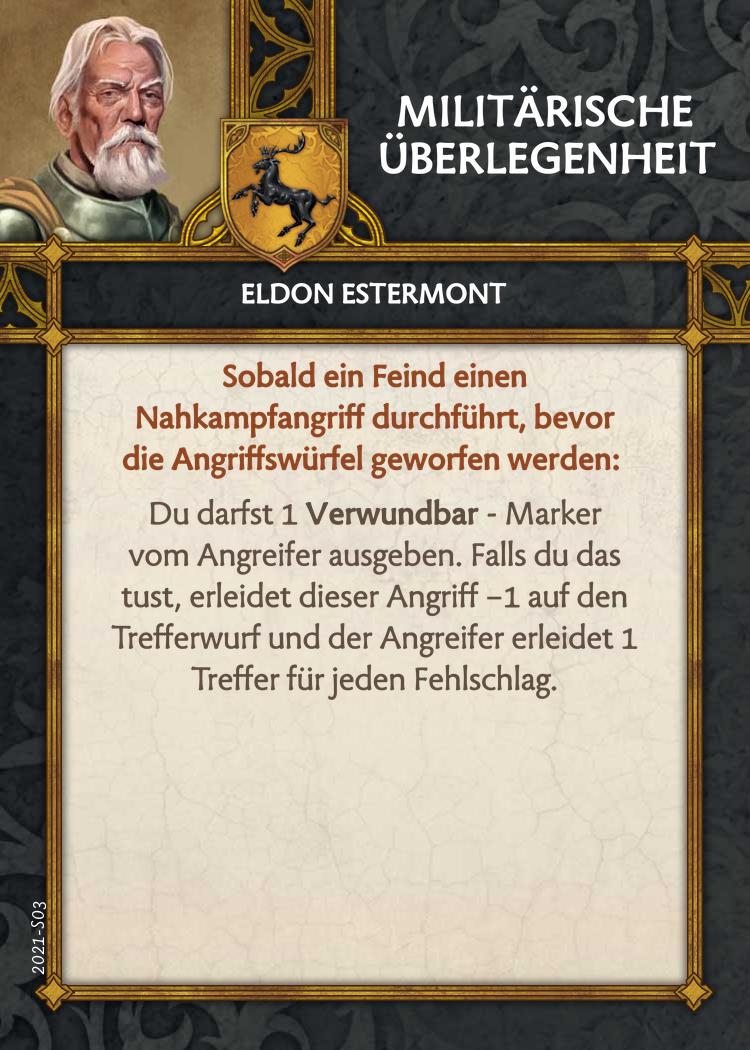 MILITÄRISCHE
ÜBERLEGENHEIT
ELDON ESTERMONT
Sobald ein Feind einen
Nahkampfangriff durchführt, bevor
die Angriffswürfel geworfen werden:
Du darfst 1 Verwundbar - Marker
vom Angreifer ausgeben. Falls du das
tust, erleidet dieser Angriff –1 auf den
Trefferwurf und der Angreifer erleidet 1
Treffer für jeden Fehlschlag.
2021-S03